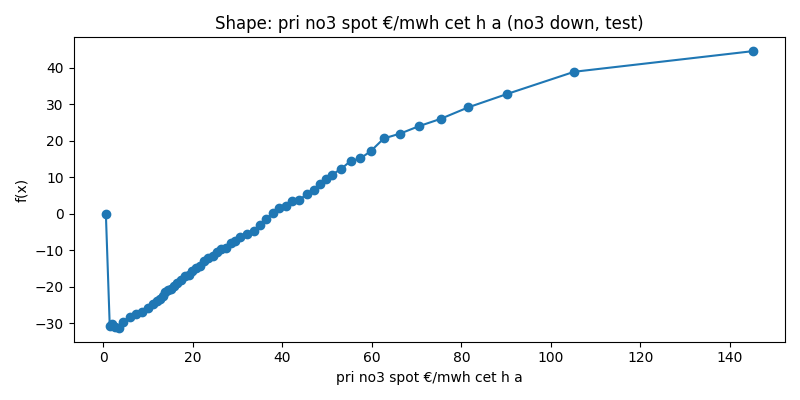 Shape: pri no3 spot €/mwh cet h a (no3 down, test)
f(x)
40
30
20
10
0
−10
−20
−30
0 20 40 60 80 100 120 140
pri no3 spot €/mwh cet h a